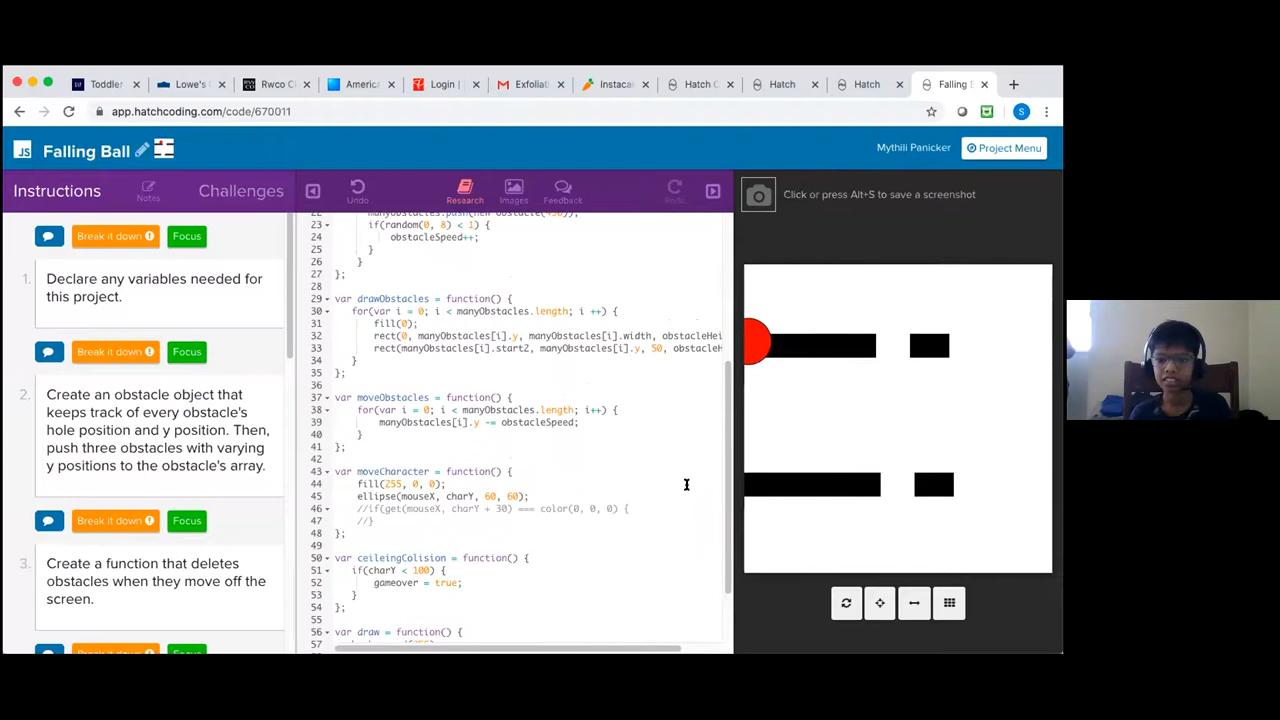 Toddler
Lowe's
Rwco Cl
America
Login |
Exfoliati
Instaca
Hatch C
Hatch
Hatch
Falling E
app.hatchcoding.com/code/670011
S
JS
Falling Ball
Mythili Panicker
Project Menu
Instructions
Notes
Challenges
Undo
Research
Images
Feedback
Redo
Click or press Alt+S to save a screenshot
Break it down
Focus
1. Declare any variables needed for
this project.
Break it down
Focus
2. Create an obstacle object that
keeps track of every obstacle's
hole position and y position. Then,
push three obstacles with varying
y positions to the obstacle's array.
Break it down
Focus
3. Create a function that deletes
obstacles when they move off the
screen.
22
23 if(random(0, 8) < 1) {
24 obstacleSpeed++;
25 }
26 }
27 };
28
29 var drawObstacles = function() {
30 for(var i = 0; i < manyObstacles.length; i ++) {
31 fill(0);
32 rect(0, manyObstacles[i].y, manyObstacles[i].width, obstacleHei
33 rect(manyObstacles[i].start2, manyObstacles[i].y, 50, obstacleH
34 }
35 };
36
37 var moveObstacles = function() {
38 for(var i = 0; i < manyObstacles.length; i++) {
39 manyObstacles[i].y -= obstacleSpeed;
40 }
41 };
42
43 var moveCharacter = function() {
44 fill(255, 0, 0);
45 ellipse(mouseX, charY, 60, 60);
46 //if(get(mouseX, charY + 30) === color(0, 0, 0) {
47 //}
48 };
49
50 var ceileingColision = function() {
51 if(charY < 100) {
52 gameover = true;
53 }
54 };
55
56 var draw = function() {
57